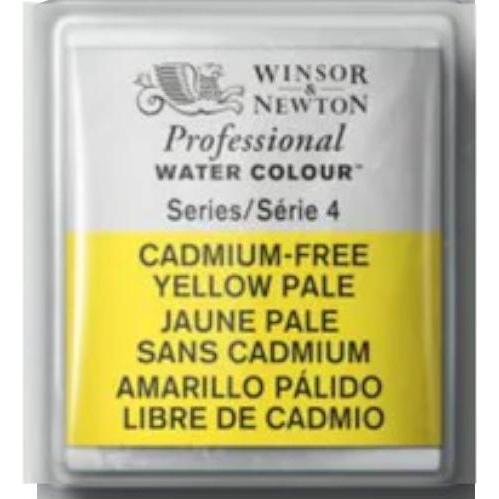 WINSOR
&
NEWTON
Professional
WATER COLOUR™
Series/Série 4
CADMIUM-FREE
YELLOW PALE
JAUNE PALE
SANS CADMIUM
AMARILLO PÁLIDO
LIBRE DE CADMIO